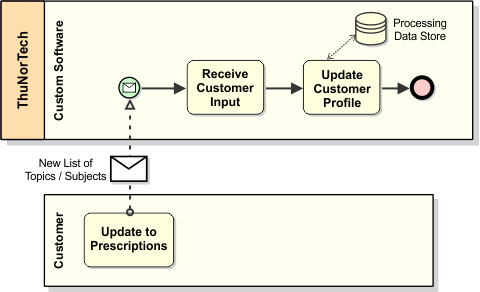 ThuNorTech
Custom Software
Processing
Data Store
Receive
Customer
Input
Update
Customer
Profile
New List of
Topics / Subjects
Customer
Update to
Prescriptions